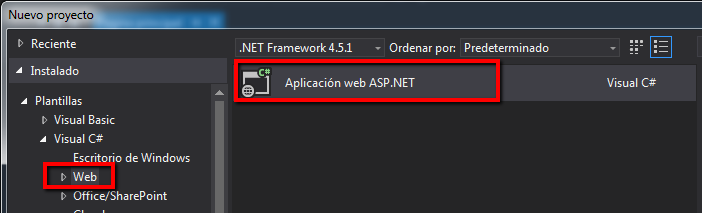 Nuevo proyecto
Reciente
.NET Framework 4.5.1
Ordenar por:
Predeterminado
Instalado
C#
Aplicación web ASP.NET
Visual C#
Plantillas
Visual Basic
Visual C#
Escritorio de Windows
Web
Office/SharePoint